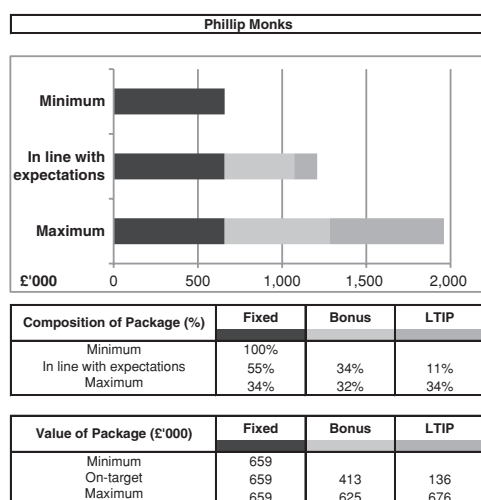 Phillip Monks
Minimum
In line with
expectations
Maximum
£'000 0 500 1,000 1,500 2,000
Composition of Package (%) Fixed Bonus LTIP
Minimum 100%
In line with expectations 55% 34% 11%
Maximum 34% 32% 34%
Value of Package (£'000) Fixed Bonus LTIP
Minimum 659
On-target 659 413 136
Maximum 659 625 676